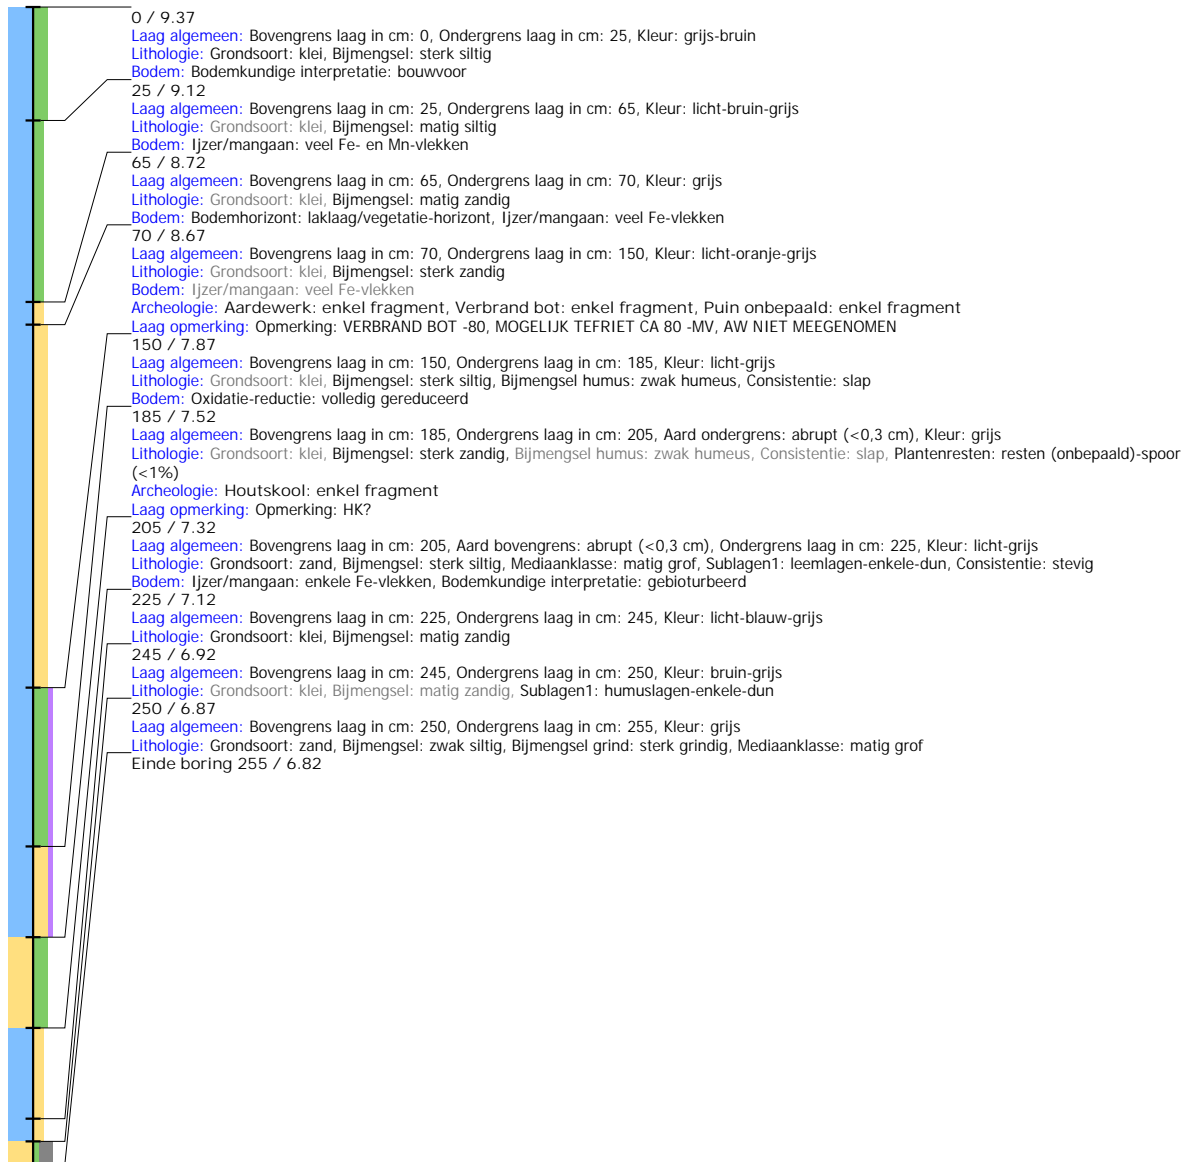 0 / 9.37
Laag algemeen: Bovengrens laag in cm: 0, Ondergrens laag in cm: 25, Kleur: grijs-bruin
Lithologie: Grondsoort: klei, Bijmengsel: sterk siltig
Bodem: Bodemkundige interpretatie: bouwvoor
25 / 9.12
Laag algemeen: Bovengrens laag in cm: 25, Ondergrens laag in cm: 65, Kleur: licht-bruin-grijs
Lithologie: Grondsoort: klei, Bijmengsel: matig siltig
Bodem: Ijzer/mangaan: veel Fe- en Mn-vlekken
65 / 8.72
Laag algemeen: Bovengrens laag in cm: 65, Ondergrens laag in cm: 70, Kleur: grijs
Lithologie: Grondsoort: klei, Bijmengsel: matig zandig
Bodem: Bodemhorizont: laklaag/vegetatie-horizont, Ijzer/mangaan: veel Fe-vlekken
70 / 8.67
Laag algemeen: Bovengrens laag in cm: 70, Ondergrens laag in cm: 150, Kleur: licht-oranje-grijs
Lithologie: Grondsoort: klei, Bijmengsel: sterk zandig
Bodem: Ijzer/mangaan: veel Fe-vlekken
Archeologie: Aardewerk: enkel fragment, Verbrand bot: enkel fragment, Puin onbepaald: enkel fragment
Laag opmerking: Opmerking: VERBRAND BOT -80, MOGELIJK TEFRIET CA 80 -MV, AW NIET MEEGENOMEN
150 / 7.87
Laag algemeen: Bovengrens laag in cm: 150, Ondergrens laag in cm: 185, Kleur: licht-grijs
Lithologie: Grondsoort: klei, Bijmengsel: sterk siltig, Bijmengsel humus: zwak humeus, Consistentie: slap
Bodem: Oxidatie-reductie: volledig gereduceerd
185 / 7.52
Laag algemeen: Bovengrens laag in cm: 185, Ondergrens laag in cm: 205, Aard ondergrens: abrupt (<0,3 cm), Kleur: grijs
Lithologie: Grondsoort: klei, Bijmengsel: sterk zandig, Bijmengsel humus: zwak humeus, Consistentie: slap, Plantenresten: resten (onbepaald)-spoor
(<1%)
Archeologie: Houtskool: enkel fragment
Laag opmerking: Opmerking: HK?
205 / 7.32
Laag algemeen: Bovengrens laag in cm: 205, Aard bovengrens: abrupt (<0,3 cm), Ondergrens laag in cm: 225, Kleur: licht-grijs
Lithologie: Grondsoort: zand, Bijmengsel: sterk siltig, Mediaanklasse: matig grof, Sublagen1: leemlagen-enkele-dun, Consistentie: stevig
Bodem: Ijzer/mangaan: enkele Fe-vlekken, Bodemkundige interpretatie: gebioturbeerd
225 / 7.12
Laag algemeen: Bovengrens laag in cm: 225, Ondergrens laag in cm: 245, Kleur: licht-blauw-grijs
Lithologie: Grondsoort: klei, Bijmengsel: matig zandig
245 / 6.92
Laag algemeen: Bovengrens laag in cm: 245, Ondergrens laag in cm: 250, Kleur: bruin-grijs
Lithologie: Grondsoort: klei, Bijmengsel: matig zandig, Sublagen1: humuslagen-enkele-dun
250 / 6.87
Laag algemeen: Bovengrens laag in cm: 250, Ondergrens laag in cm: 255, Kleur: grijs
Lithologie: Grondsoort: zand, Bijmengsel: zwak siltig, Bijmengsel grind: sterk grindig, Mediaanklasse: matig grof
Einde boring 255 / 6.82